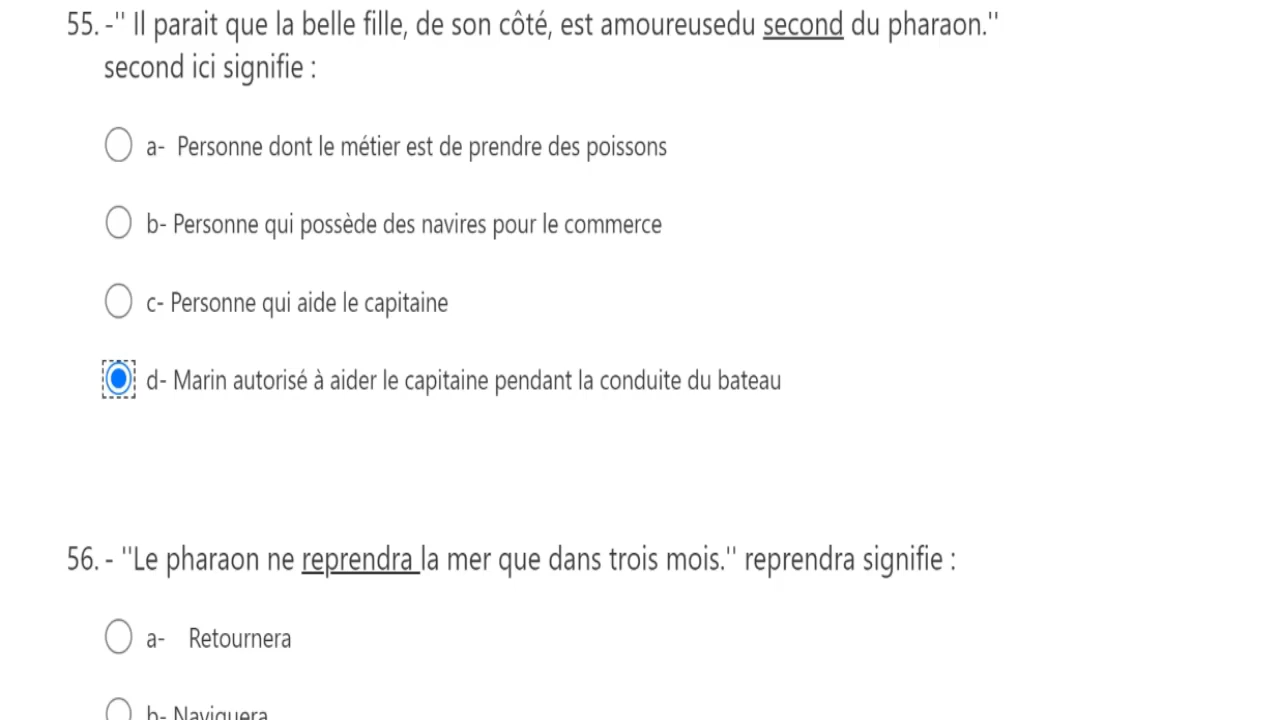 55. -" Il parait que la belle fille, de son côté, est amoureusedu second du pharaon."
second ici signifie :
a- Personne dont le métier est de prendre des poissons
b- Personne qui possède des navires pour le commerce
c- Personne qui aide le capitaine
d- Marin autorisé à aider le capitaine pendant la conduite du bateau
56. - "Le pharaon ne reprendra la mer que dans trois mois." reprendra signifie :
a- Retournera
b- Naviguera